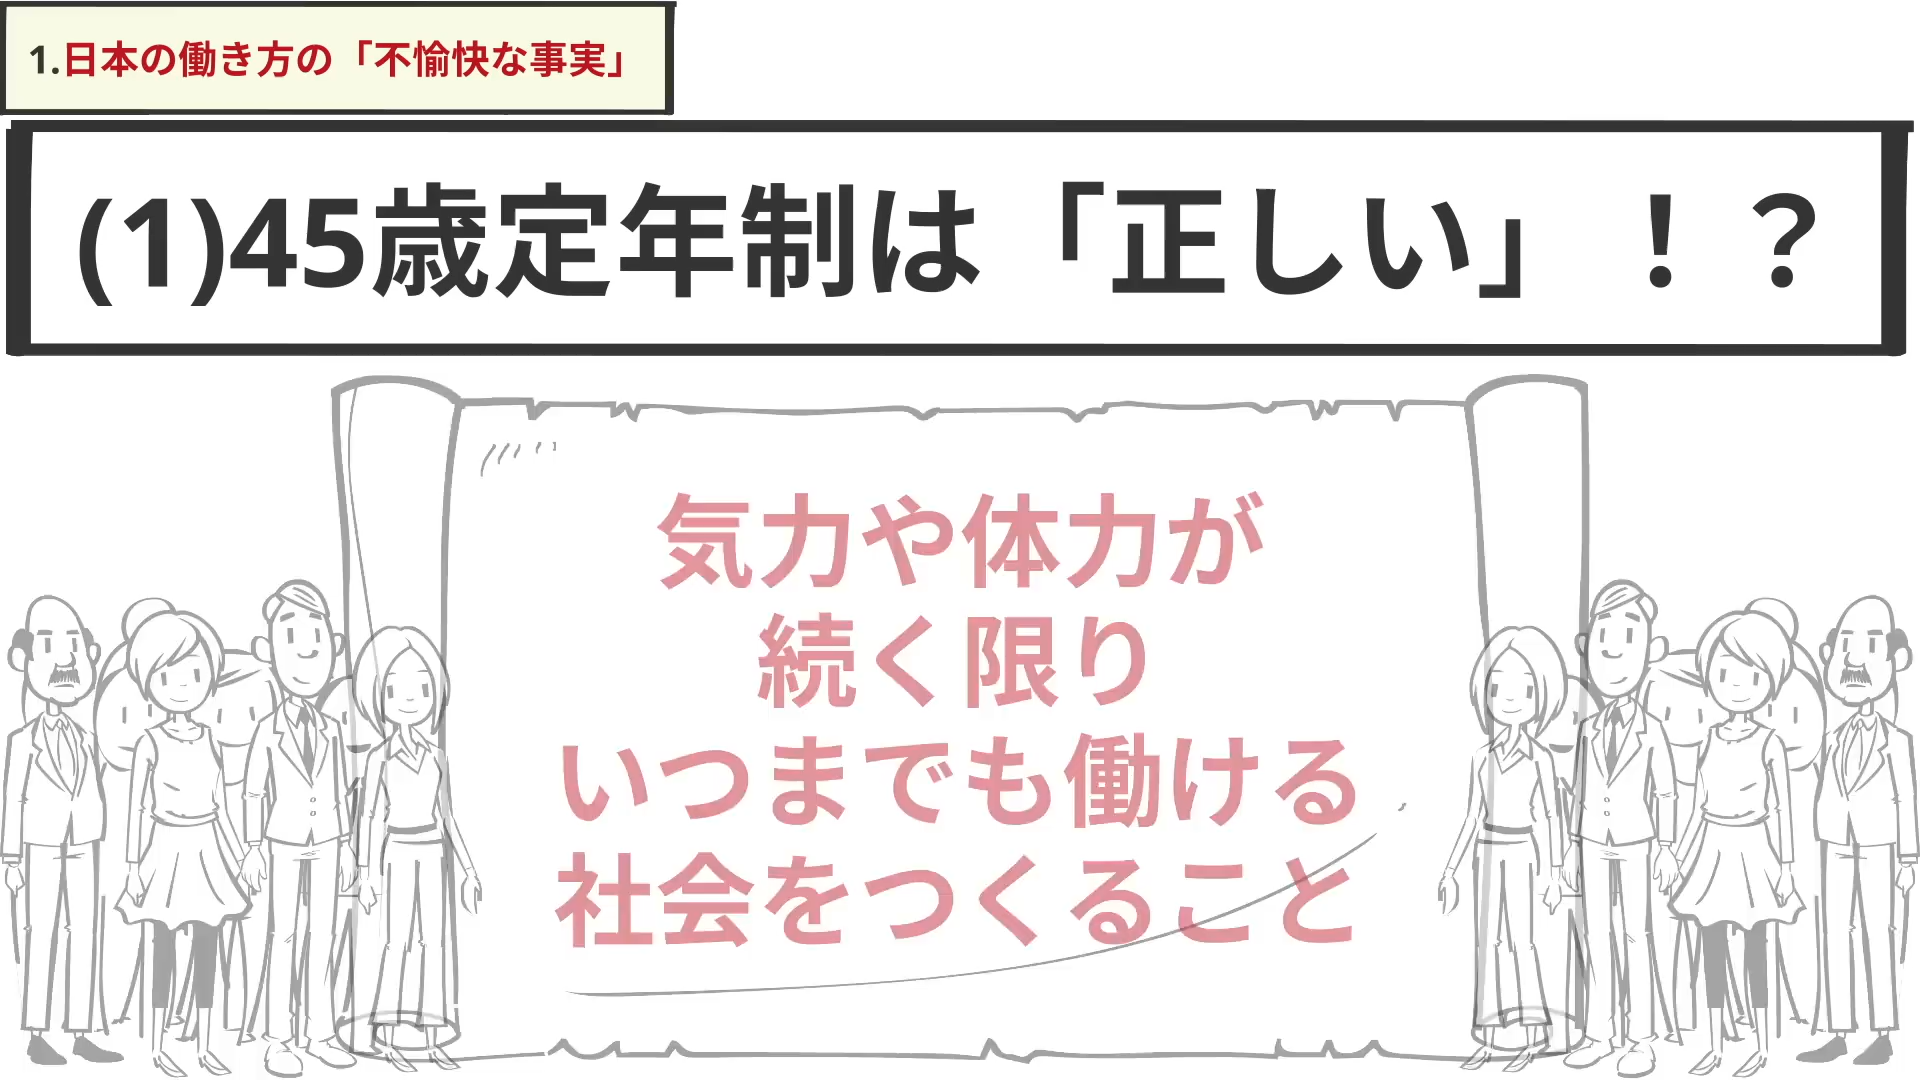 1.日本の働き方の「不愉快な事実」
(1)45歳定年制は「正しい」！？
気力や体力が
続く限り
いつまでも働ける
社会をつくること